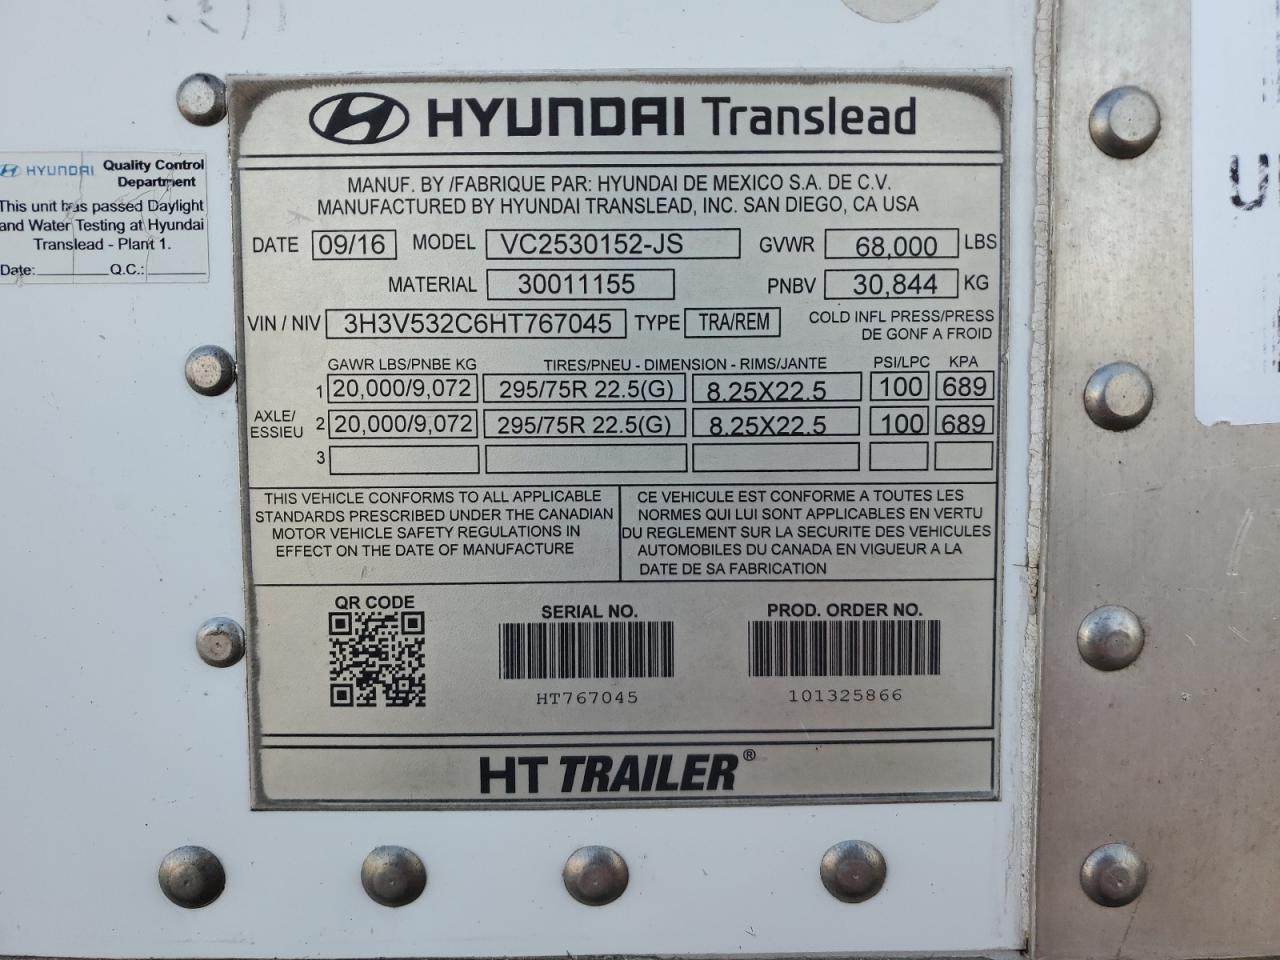 HYUNDAI Translead
HYUNDAI Quality Control
Department
This unit has passed Daylight
and Water Testing at Hyundai
Translead - Plant 1.
Date: Q.C.:
MANUF. BY /FABRIQUE PAR: HYUNDAI DE MEXICO S.A. DE C.V.
MANUFACTURED BY HYUNDAI TRANSLEAD, INC. SAN DIEGO, CA USA
DATE 09/16 MODEL VC2530152-JS GVWR 68,000 LBS
MATERIAL 30011155 PNBV 30,844 KG
VIN / NIV 3H3V532C6HT767045 TYPE TRA/REM COLD INFL PRESS/PRESS
DE GONF A FROID
GAWR LBS/PNBE KG TIRES/PNEU - DIMENSION - RIMS/JANTE PSI/LPC KPA
1 20,000/9,072 295/75R 22.5(G) 8.25X22.5 100 689
AXLE/
ESSIEU
2 20,000/9,072 295/75R 22.5(G) 8.25X22.5 100 689
3
THIS VEHICLE CONFORMS TO ALL APPLICABLE
STANDARDS PRESCRIBED UNDER THE CANADIAN
MOTOR VEHICLE SAFETY REGULATIONS IN
EFFECT ON THE DATE OF MANUFACTURE
CE VEHICULE EST CONFORME A TOUTES LES
NORMES QUI LUI SONT APPLICABLES EN VERTU
DU REGLEMENT SUR LA SECURITE DES VEHICULES
AUTOMOBILES DU CANADA EN VIGUEUR A LA
DATE DE SA FABRICATION
QR CODE
SERIAL NO.
HT767045
PROD. ORDER NO.
101325866
HT TRAILER®